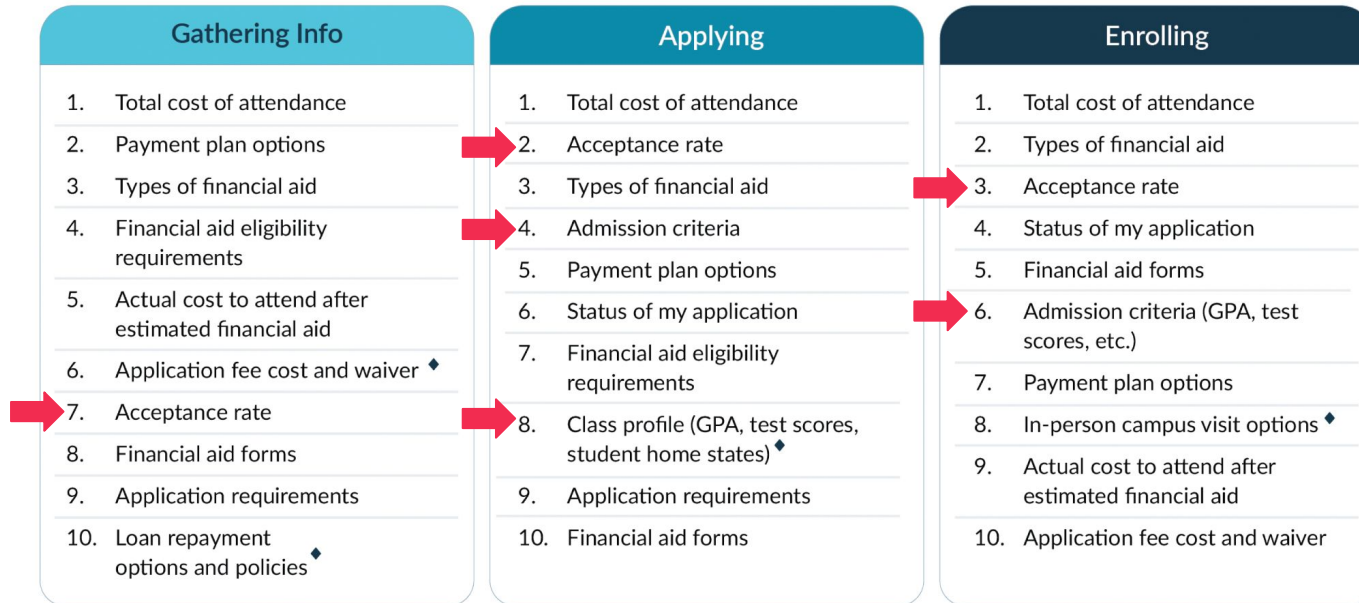 Gathering Info
1. Total cost of attendance
2. Payment plan options
3. Types of financial aid
4. Financial aid eligibility
requirements
5. Actual cost to attend after
estimated financial aid
6. Application fee cost and waiver ♦
7. Acceptance rate
8. Financial aid forms
9. Application requirements
10. Loan repayment
options and policies ♦
Applying
1. Total cost of attendance
2. Acceptance rate
3. Types of financial aid
4. Admission criteria
5. Payment plan options
6. Status of my application
7. Financial aid eligibility
requirements
8. Class profile (GPA, test scores,
student home states) ♦
9. Application requirements
10. Financial aid forms
Enrolling
1. Total cost of attendance
2. Types of financial aid
3. Acceptance rate
4. Status of my application
5. Financial aid forms
6. Admission criteria (GPA, test
scores, etc.)
7. Payment plan options
8. In-person campus visit options ♦
9. Actual cost to attend after
estimated financial aid
10. Application fee cost and waiver